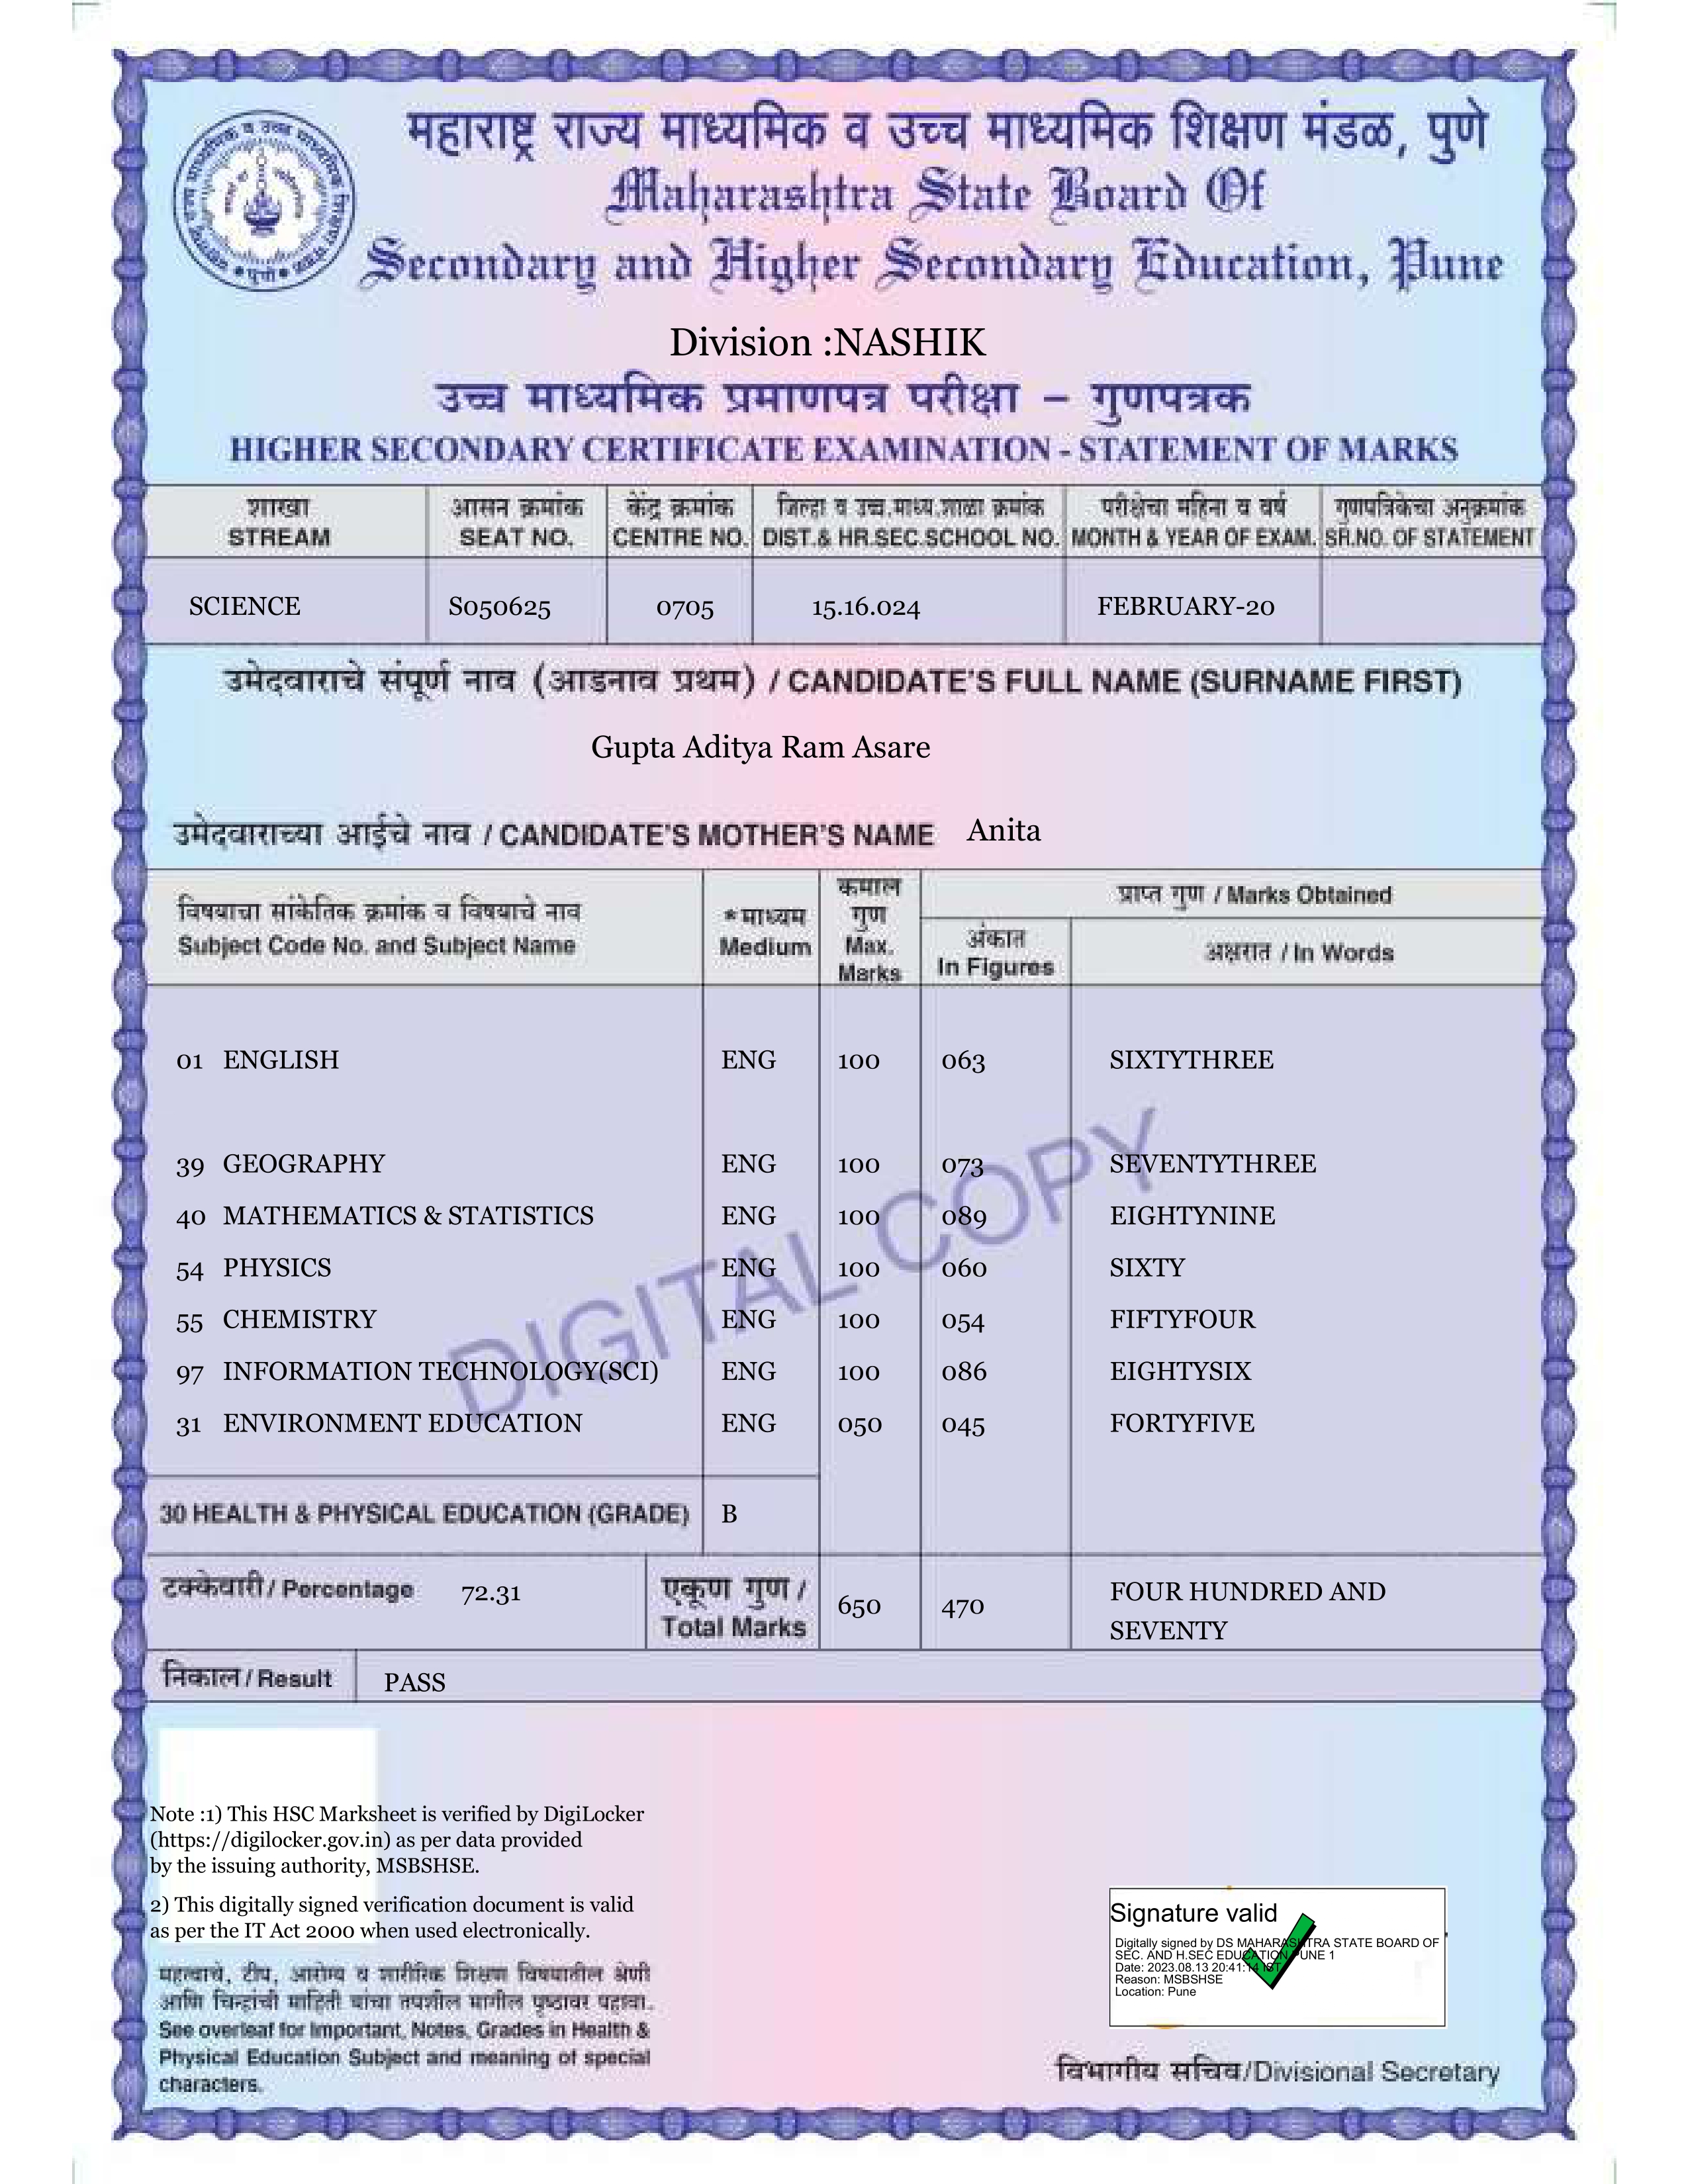 महाराष्ट्र राज्य माध्यमिक व उच्च माध्यमिक शिक्षण मंडळ, पुणे
Maharashtra State Board Of
Secondary and Higher Secondary Education, Pune
Division :NASHIK
उच्च माध्यमिक प्रमाणपत्र परीक्षा – गुणपत्रक
HIGHER SECONDARY CERTIFICATE EXAMINATION - STATEMENT OF MARKS
शाखा आसन क्रमांक केंद्र क्रमांक जिल्हा व उच्च.माध्य.शाळा क्रमांक परीक्षेचा महिना व वर्ष गुणपत्रिकेचा अनुक्रमांक
STREAM SEAT NO. CENTRE NO. DIST.& HR.SEC.SCHOOL NO. MONTH & YEAR OF EXAM. SR.NO. OF STATEMENT
SCIENCE S050625 0705 15.16.024 FEBRUARY-20
उमेदवाराचे संपूर्ण नाव (आडनाव प्रथम) / CANDIDATE'S FULL NAME (SURNAME FIRST)
Gupta Aditya Ram Asare
उमेदवाराच्या आईचे नाव / CANDIDATE'S MOTHER'S NAME Anita
विषयाचा सांकेतिक क्रमांक व विषयाचे नाव
Subject Code No. and Subject Name
*माध्यम
Medium
कमाल
गुण
Max.
Marks
प्राप्त गुण / Marks Obtained
अंकात
In Figures
अक्षरात / In Words
01 ENGLISH ENG 100 063 SIXTYTHREE
39 GEOGRAPHY ENG 100 073 SEVENTYTHREE
40 MATHEMATICS & STATISTICS ENG 100 089 EIGHTYNINE
54 PHYSICS ENG 100 060 SIXTY
55 CHEMISTRY ENG 100 054 FIFTYFOUR
97 INFORMATION TECHNOLOGY(SCI) ENG 100 086 EIGHTYSIX
31 ENVIRONMENT EDUCATION ENG 050 045 FORTYFIVE
DIGITAL COPY
30 HEALTH & PHYSICAL EDUCATION (GRADE) B
टक्केवारी / Percentage 72.31
एकूण गुण /
Total Marks
650 470 FOUR HUNDRED AND
SEVENTY
निकाल / Result PASS
Note :1) This HSC Marksheet is verified by DigiLocker
(https://digilocker.gov.in) as per data provided
by the issuing authority, MSBSHSE.
2) This digitally signed verification document is valid
as per the IT Act 2000 when used electronically.
महत्वाचे, टीप, आरोग्य व शारीरिक शिक्षण विषयातील श्रेणी
आणि चिन्हांची माहिती यांचा तपशील मागील पृष्ठावर पहावा.
See overleaf for Important, Notes, Grades in Health &
Physical Education Subject and meaning of special
characters.
Signature valid
Digitally signed by DS MAHARASHTRA STATE BOARD OF
SEC. AND H.SEC EDUCATION PUNE 1
Date: 2023.08.13 20:41:14 IST
Reason: MSBSHSE
Location: Pune
विभागीय सचिव/Divisional Secretary